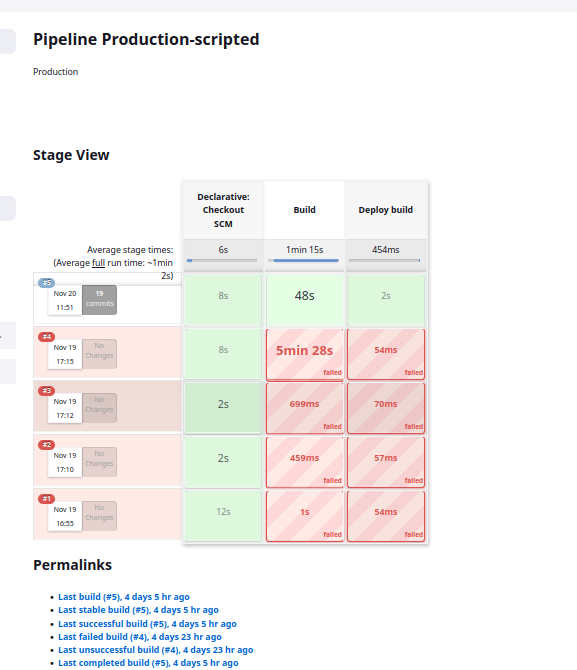 Pipeline Production-scripted
Production
Stage View
Declarative:
Checkout
SCM
Build
Deploy build
Average stage times:
(Average full run time: ~1min
2s)
6s
1min 15s
454ms
#5
Nov 20
11:51
19
commits
8s
48s
2s
#4
Nov 19
17:15
No
Changes
8s
5min 28s
failed
54ms
failed
#3
Nov 19
17:12
No
Changes
2s
699ms
failed
70ms
failed
#2
Nov 19
17:10
No
Changes
2s
459ms
failed
57ms
failed
#1
Nov 19
16:55
No
Changes
12s
1s
failed
54ms
failed
Permalinks
Last build (#5), 4 days 5 hr ago
Last stable build (#5), 4 days 5 hr ago
Last successful build (#5), 4 days 5 hr ago
Last failed build (#4), 4 days 23 hr ago
Last unsuccessful build (#4), 4 days 23 hr ago
Last completed build (#5), 4 days 5 hr ago